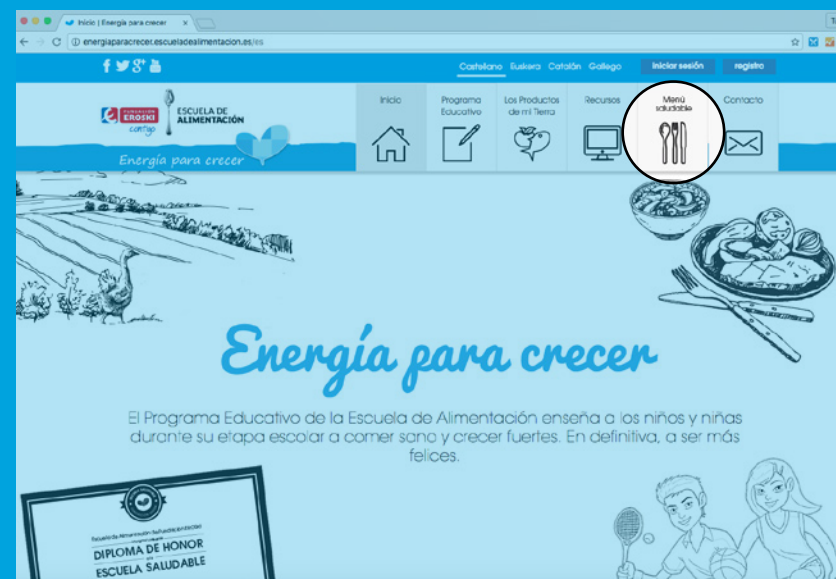 Inicio | Energía para crecer
energiaparacrecer.escueladealimentacion.es/es
Castellano Euskera Catalán Gallego Iniciar sesión registro
FUNDACIÓN
EROSKI
contigo
ESCUELA DE
ALIMENTACIÓN
Energía para crecer
Inicio
Programa
Educativo
Los Productos
de mi Tierra
Recursos
Menú
saludable
Contacto
Energía para crecer
El Programa Educativo de la Escuela de Alimentación enseña a los niños y niñas
durante su etapa escolar a comer sano y crecer fuertes. En definitiva, a ser más
felices.
DIPLOMA DE HONOR
ESCUELA SALUDABLE